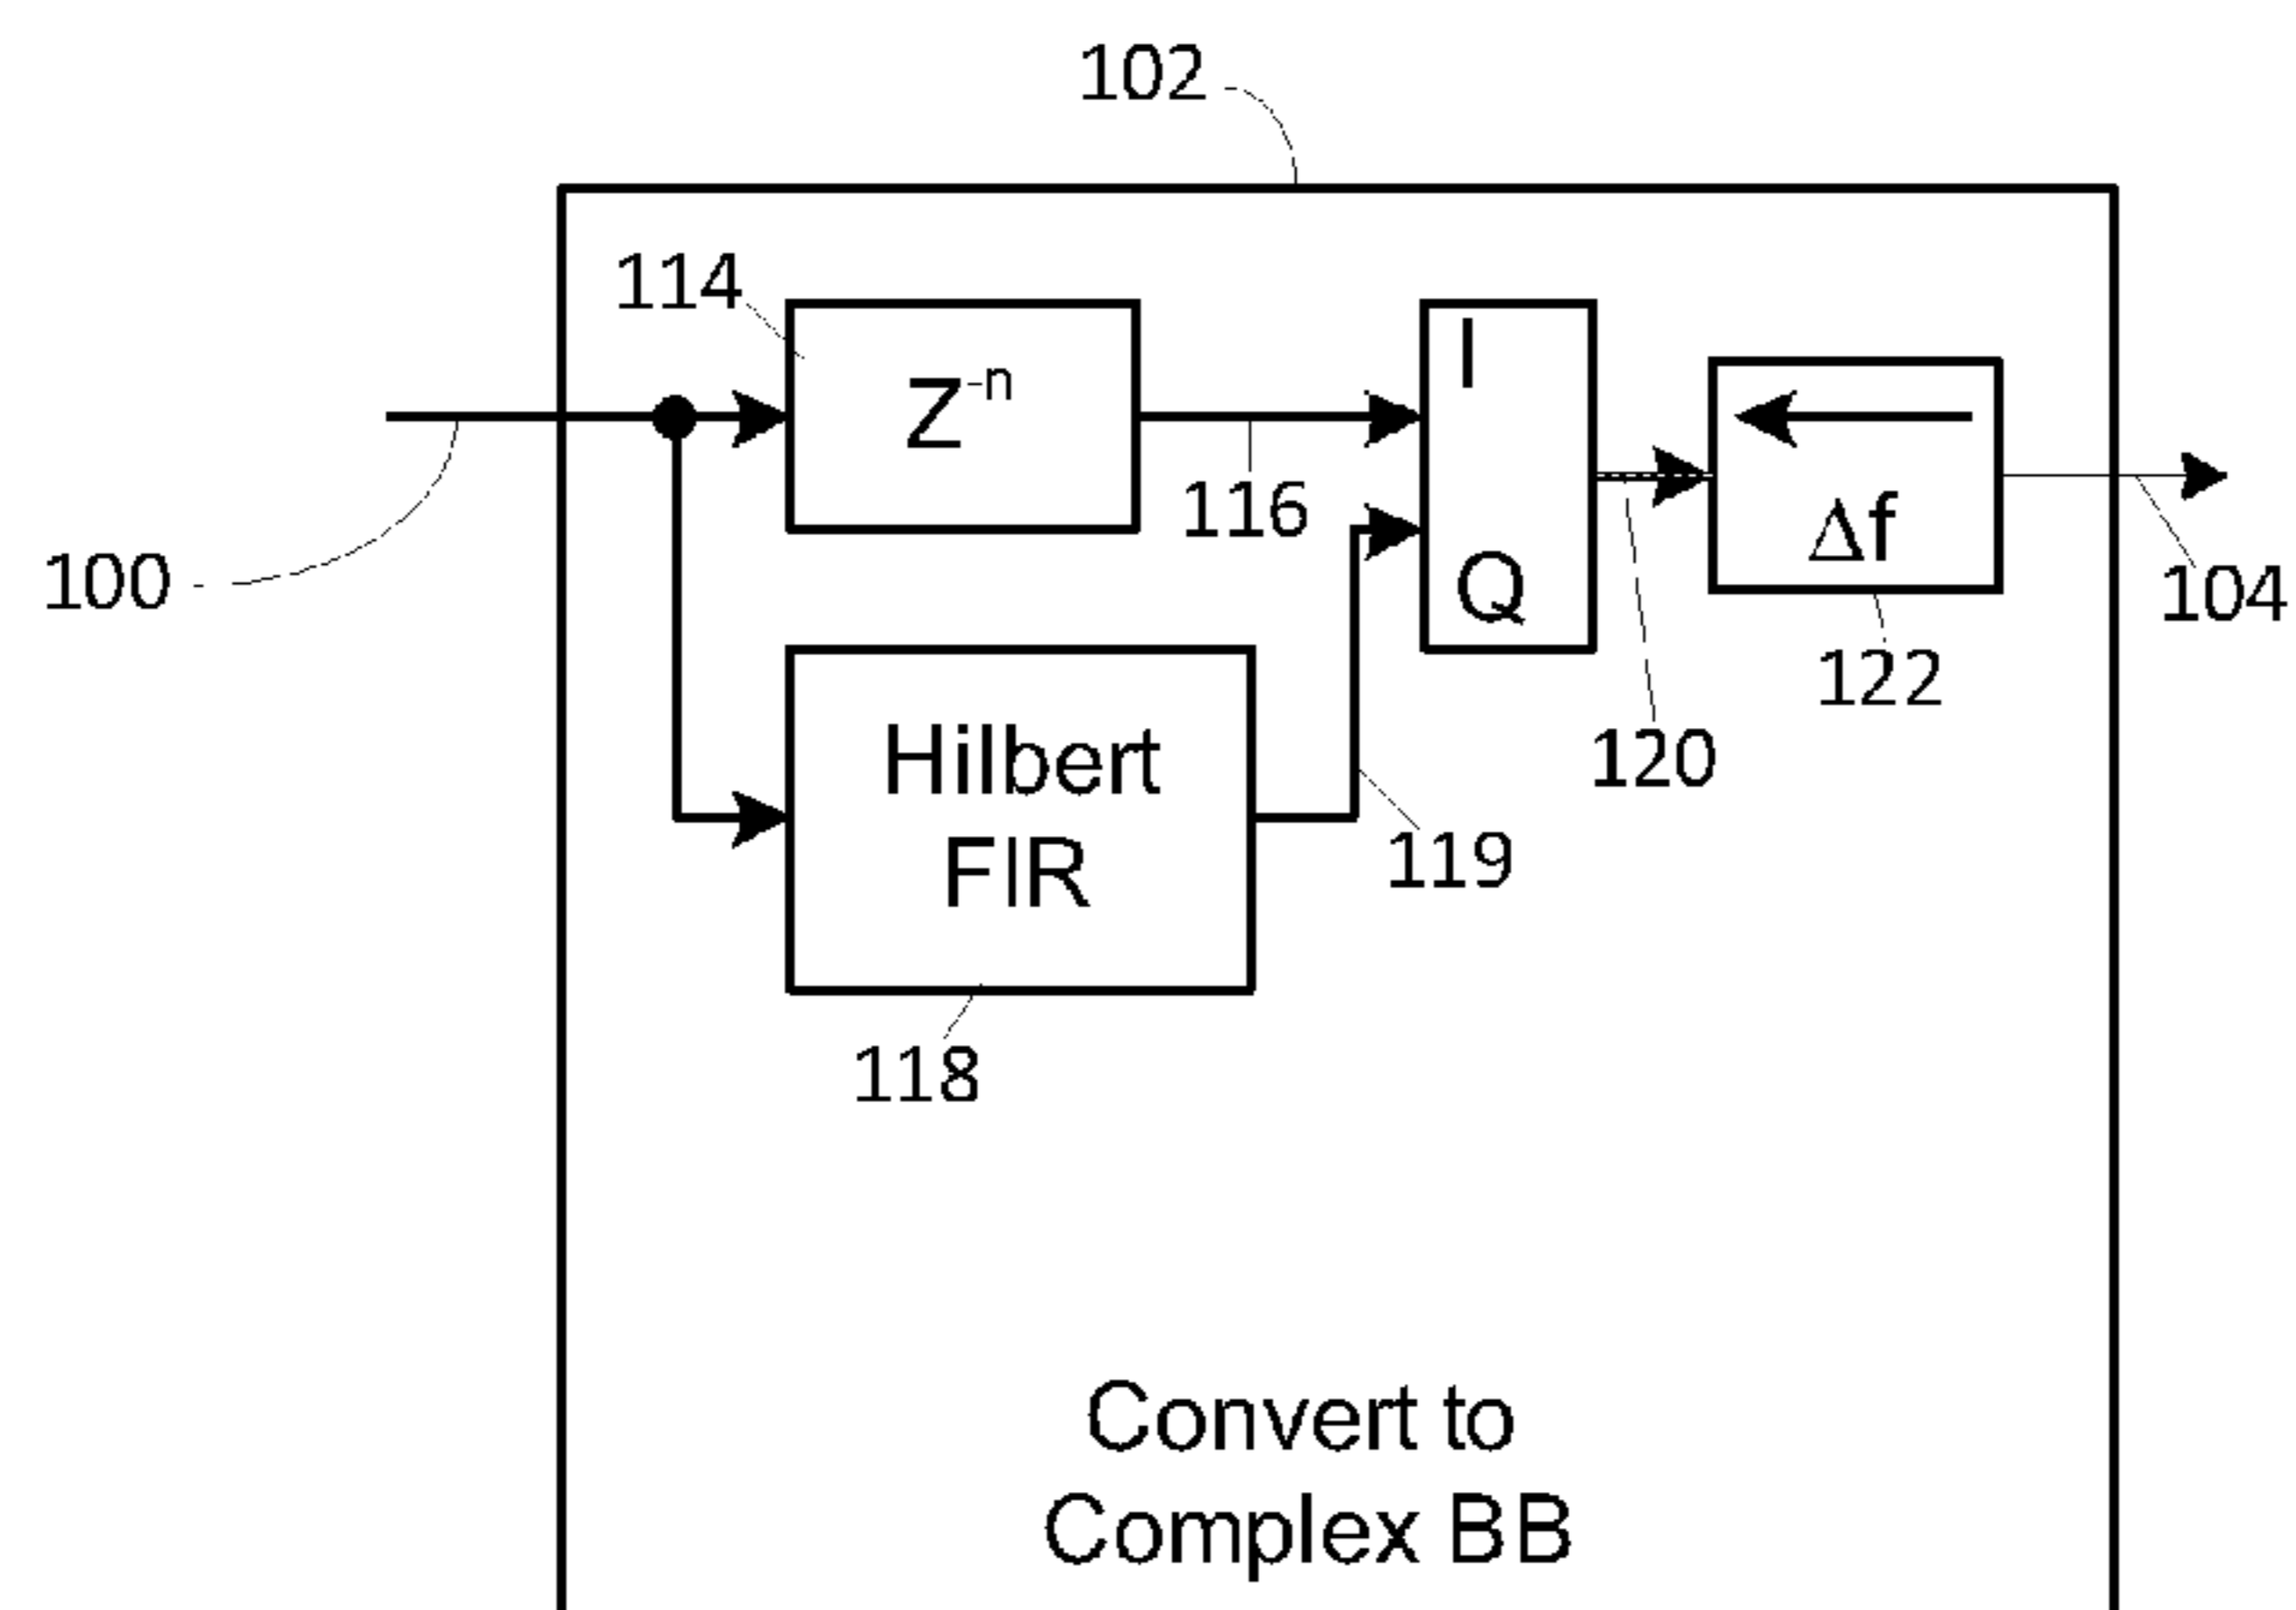 102
114
Z-n
I
116
100
Q
Δf
104
122
Hilbert
FIR
120
119
118
Convert to
Complex BB